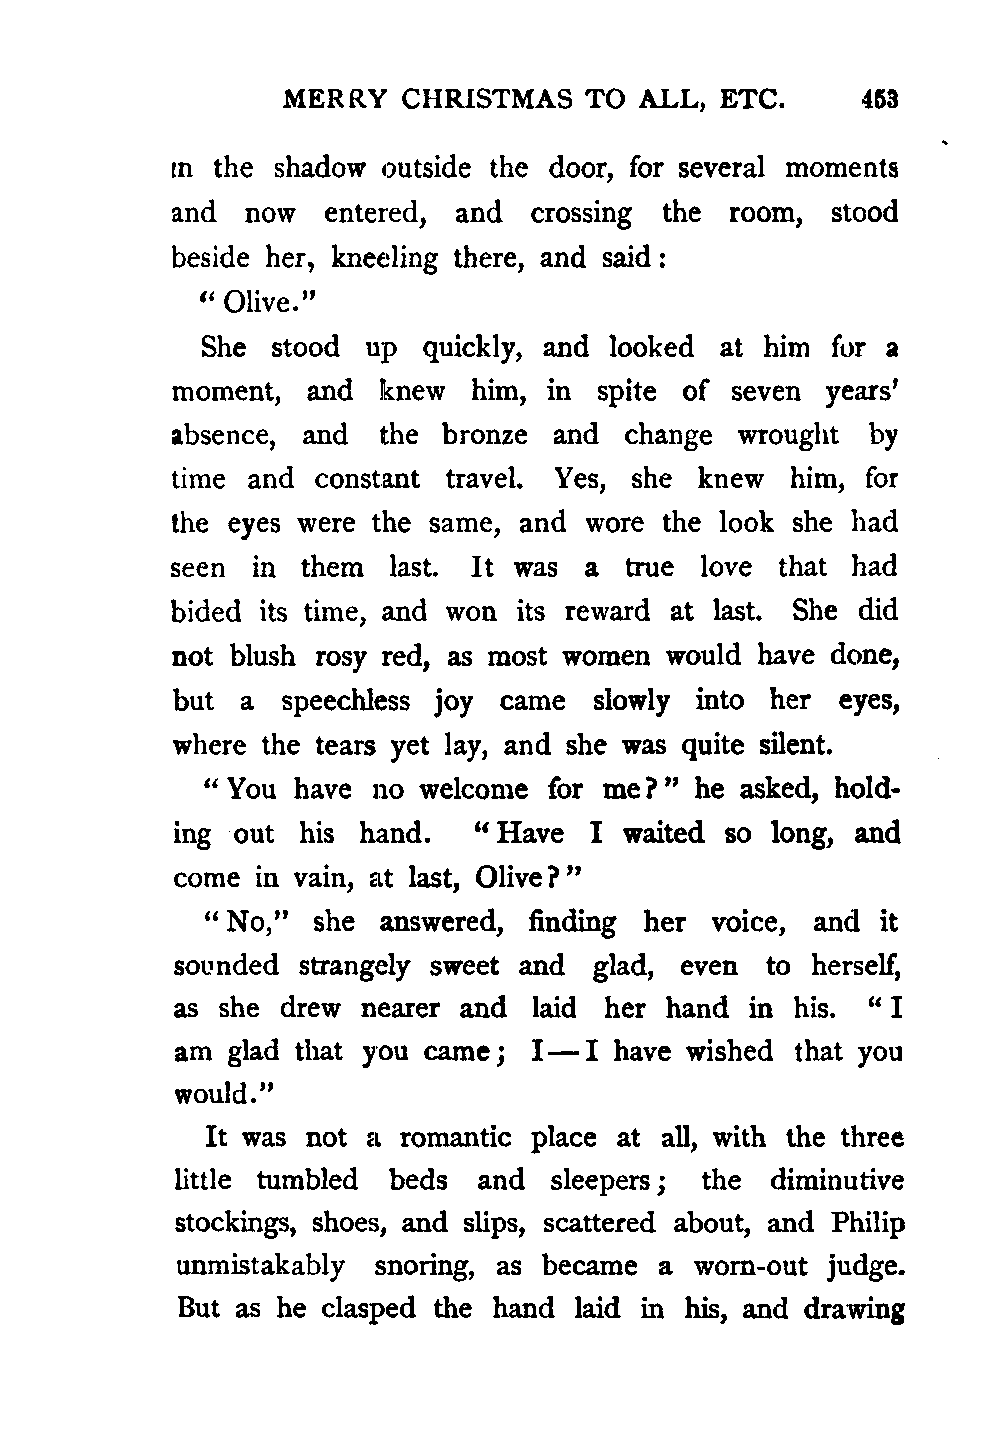 MERRY CHRISTMAS TO ALL, ETC. 453
in the shadow outside the door, for several moments
and now entered, and crossing the room, stood
beside her, kneeling there, and said:
"Olive."
She stood up quickly, and looked at him for a
moment, and knew him, in spite of seven years'
absence, and the bronze and change wrought by
time and constant travel. Yes, she knew him, for
the eyes were the same, and wore the look she had
seen in them last. It was a true love that had
bided its time, and won its reward at last. She did
not blush rosy red, as most women would have done,
but a speechless joy came slowly into her eyes,
where the tears yet lay, and she was quite silent.
"You have no welcome for me?" he asked, hold-
ing out his hand. "Have I waited so long, and
come in vain, at last, Olive?"
"No," she answered, finding her voice, and it
sounded strangely sweet and glad, even to herself,
as she drew nearer and laid her hand in his. "I
am glad that you came; I—I have wished that you
would."
It was not a romantic place at all, with the three
little tumbled beds and sleepers; the diminutive
stockings, shoes, and slips, scattered about, and Philip
unmistakably snoring, as became a worn-out judge.
But as he clasped the hand laid in his, and drawing